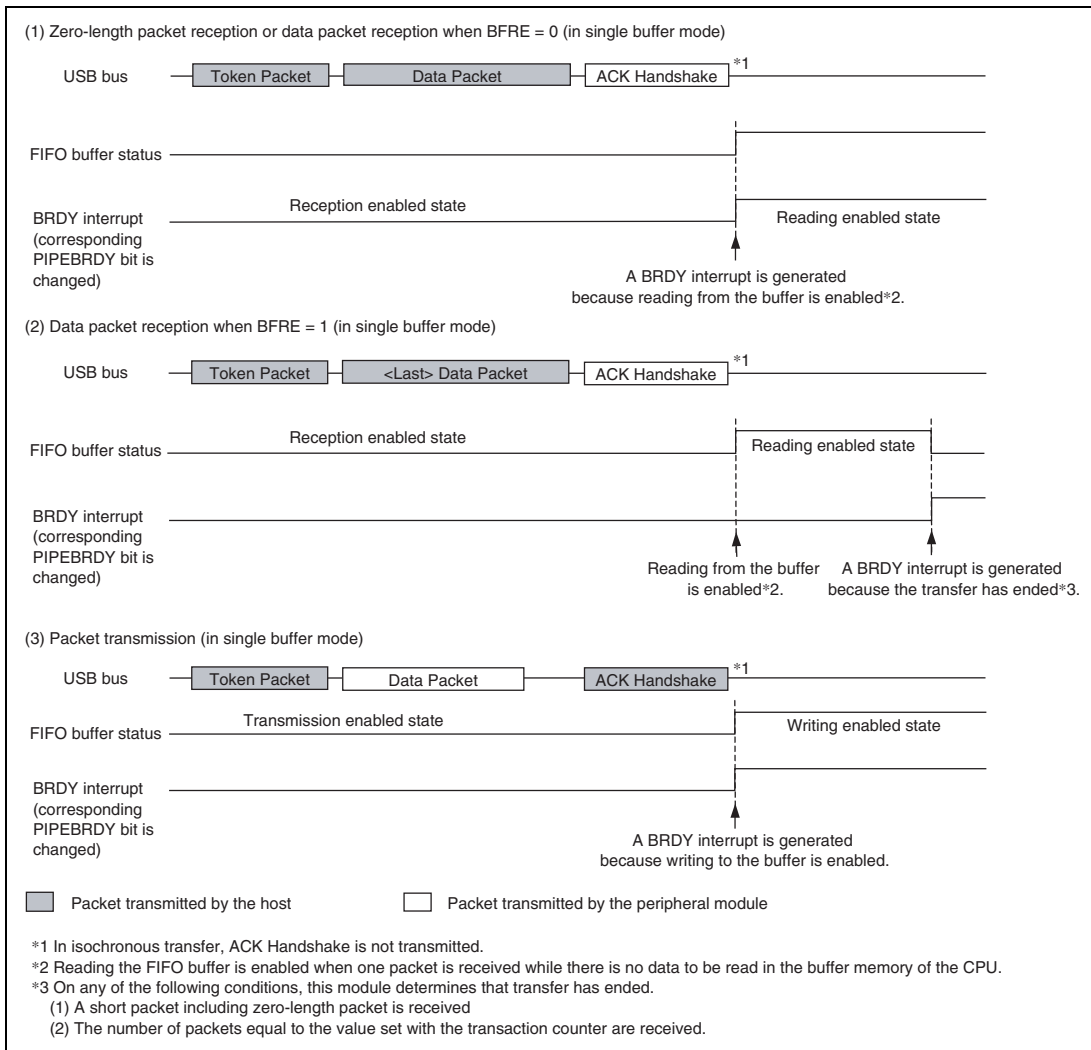 (1) Zero-length packet reception or data packet reception when BFRE = 0 (in single buffer mode)
USB bus
Token Packet
Data Packet
ACK Handshake
*1
FIFO buffer status
BRDY interrupt
(corresponding
PIPEBRDY bit is
changed)
Reception enabled state
Reading enabled state
A BRDY interrupt is generated
because reading from the buffer is enabled*2.
(2) Data packet reception when BFRE = 1 (in single buffer mode)
USB bus
Token Packet
<Last> Data Packet
ACK Handshake
*1
FIFO buffer status
Reception enabled state
Reading enabled state
BRDY interrupt
(corresponding
PIPEBRDY bit is
changed)
Reading from the buffer
is enabled*2.
A BRDY interrupt is generated
because the transfer has ended*3.
(3) Packet transmission (in single buffer mode)
USB bus
Token Packet
Data Packet
ACK Handshake
*1
FIFO buffer status
Transmission enabled state
Writing enabled state
BRDY interrupt
(corresponding
PIPEBRDY bit is
changed)
A BRDY interrupt is generated
because writing to the buffer is enabled.
Packet transmitted by the host
Packet transmitted by the peripheral module
*1 In isochronous transfer, ACK Handshake is not transmitted.
*2 Reading the FIFO buffer is enabled when one packet is received while there is no data to be read in the buffer memory of the CPU.
*3 On any of the following conditions, this module determines that transfer has ended.
(1) A short packet including zero-length packet is received
(2) The number of packets equal to the value set with the transaction counter are received.